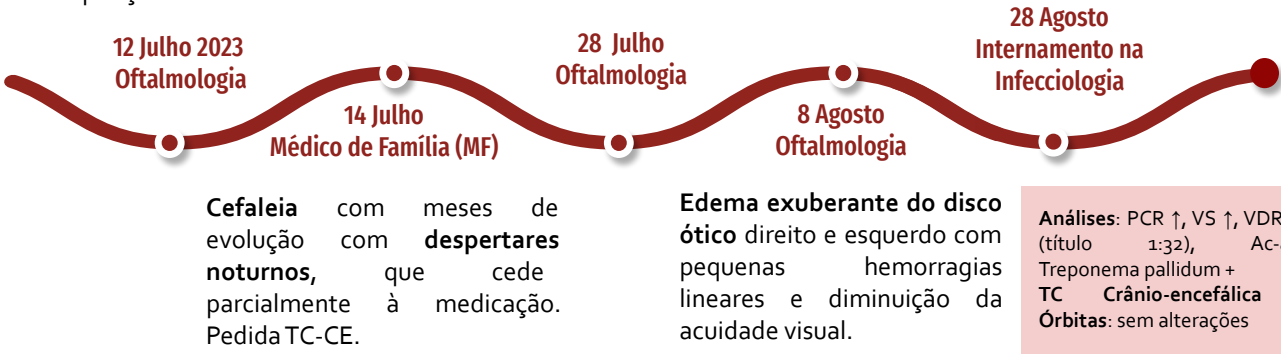 12 Julho 2023
Oftalmologia
14 Julho
Médico de Família (MF)
28 Julho
Oftalmologia
8 Agosto
Oftalmologia
28 Agosto
Internamento na
Infecciologia
Cefaleia com meses de
evolução com despertares
noturnos, que cede
parcialmente à medicação.
Pedida TC-CE.
Edema exuberante do disco
ótico direito e esquerdo com
pequenas hemorragias
lineares e diminuição da
acuidade visual.
Análises: PCR ↑, VS ↑, VDR
(título 1:32), Ac-
Treponema pallidum +
TC Crânio-encefálica
Órbitas: sem alterações